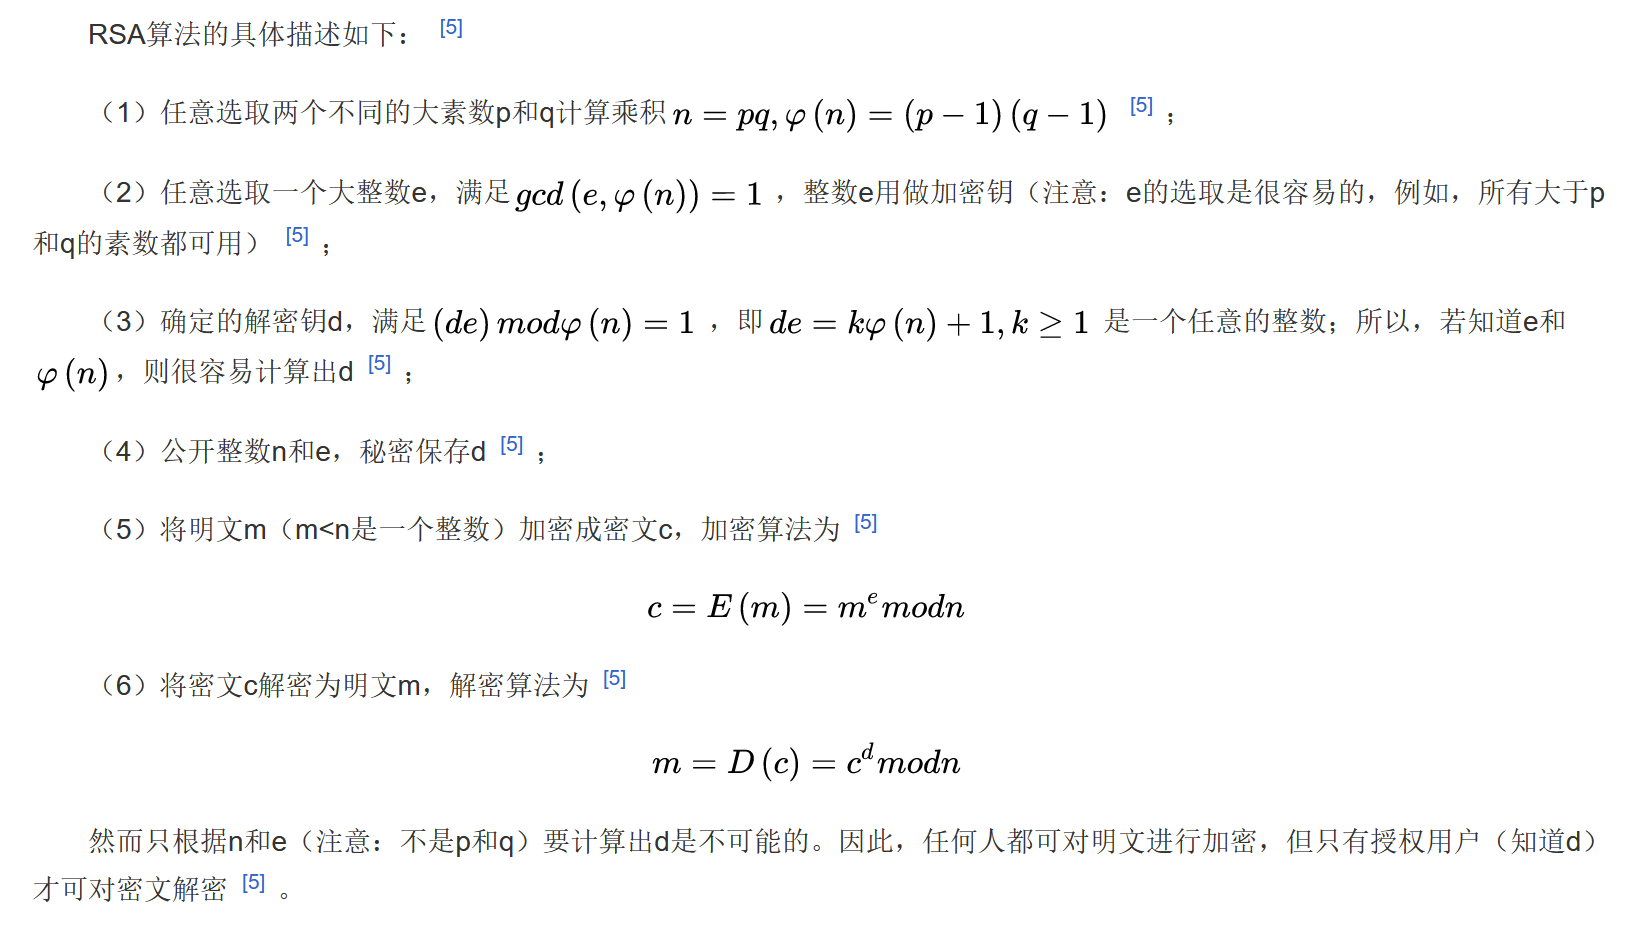 RSA算法的具体描述如下： [5]
（1）任意选取两个不同的大素数p和q计算乘积 n = pq, φ (n) = (p − 1) (q − 1) [5] ；
（2）任意选取一个大整数e，满足 gcd (e, φ (n)) = 1 ，整数e用做加密钥（注意：e的选取是很容易的，例如，所有大于p
和q的素数都可用） [5] ；
（3）确定的解密钥d，满足 (de) modφ (n) = 1 ，即 de = kφ (n) + 1, k ≥ 1 是一个任意的整数；所以，若知道e和
φ (n) ，则很容易计算出d [5] ；
（4）公开整数n和e，秘密保存d [5] ；
（5）将明文m（m<n是一个整数）加密成密文c，加密算法为 [5]
c = E (m) = mᵉmodn
（6）将密文c解密为明文m，解密算法为 [5]
m = D (c) = cᵈmodn
然而只根据n和e（注意：不是p和q）要计算出d是不可能的。因此，任何人都可对明文进行加密，但只有授权用户（知道d）
才可对密文解密 [5] 。